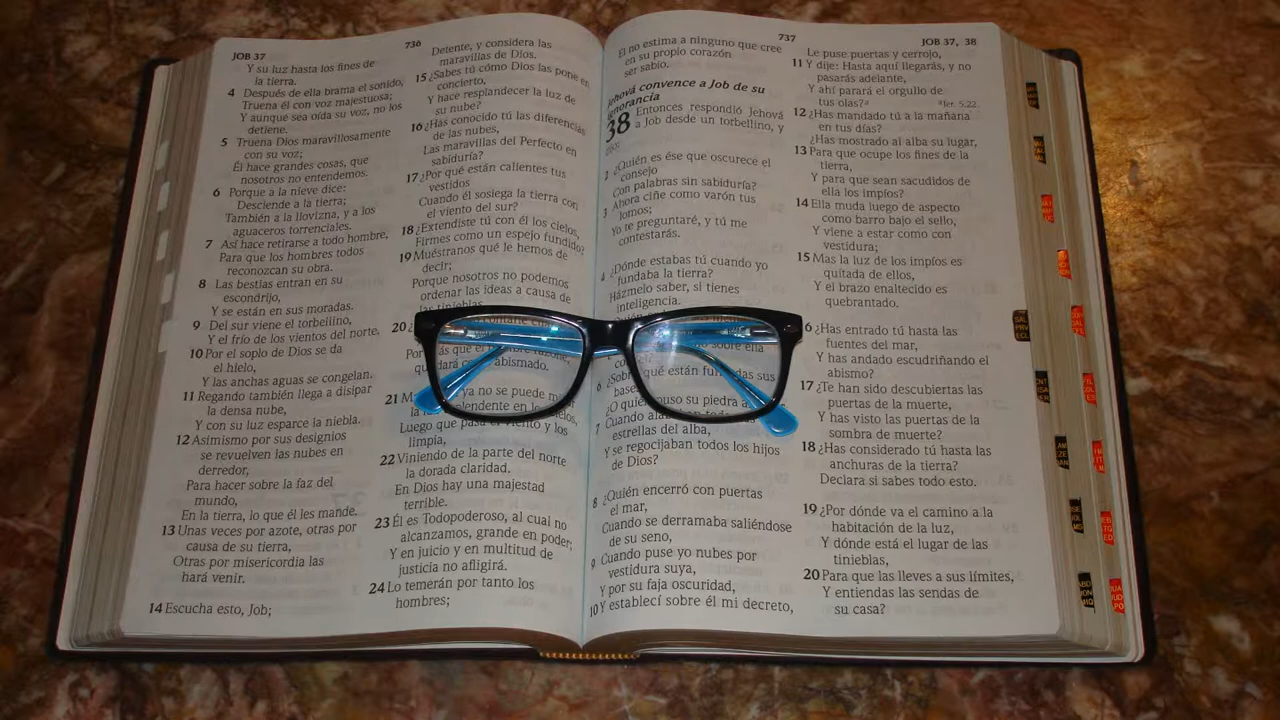 JOB 37
736
Y su luz hasta los fines de
la tierra.
4 Después de ella brama el sonido,
Truena él con voz majestuosa;
Y aunque sea oída su voz, no los
detiene.
5 Truena Dios maravillosamente
con su voz;
Él hace grandes cosas, que
nosotros no entendemos.
6 Porque a la nieve dice:
Desciende a la tierra;
También a la llovizna, y a los
aguaceros torrenciales.
7 Así hace retirarse a todo hombre,
Para que los hombres todos
reconozcan su obra.
8 Las bestias entran en su
escondrijo,
Y se están en sus moradas.
9 Del sur viene el torbellino,
Y el frío de los vientos del norte.
10 Por el soplo de Dios se da
el hielo,
Y las anchas aguas se congelan.
11 Regando también llega a disipar
la densa nube,
Y con su luz esparce la niebla.
12 Asimismo por sus designios
se revuelven las nubes en
derredor,
Para hacer sobre la faz del
mundo,
En la tierra, lo que él les mande.
13 Unas veces por azote, otras por
causa de su tierra,
Otras por misericordia las
hará venir.
14 Escucha esto, Job;
Detente, y considera las
maravillas de Dios.
15 ¿Sabes tú cómo Dios las pone en
concierto,
Y hace resplandecer la luz de
su nube?
16 ¿Has conocido tú las diferencias
de las nubes,
Las maravillas del Perfecto en
sabiduría?
17 ¿Por qué están calientes tus
vestidos
Cuando él sosiega la tierra con
el viento del sur?
18 ¿Extendiste tú con él los cielos,
Firmes como un espejo fundido?
19 Muéstranos qué le hemos de
decir;
Porque nosotros no podemos
ordenar las ideas a causa de
las tinieblas.
20
que el razone,
abismado.
21 ya no se puede
la
Luego que pasa viento y los
limpia,
22 Viniendo de la parte del norte
la dorada claridad.
En Dios hay una majestad
terrible.
23 Él es Todopoderoso, al cual no
alcanzamos, grande en poder;
Y en juicio y en multitud de
justicia no afligirá.
24 Lo temerán por tanto los
hombres;
737
JOB 37, 38
Él no estima a ninguno que cree
en su propio corazón
ser sabio.
Jehová convence a Job de su
ignorancia
38 Entonces respondió Jehová
a Job desde un torbellino, y
2 ¿Quién es ése que oscurece el
consejo
Con palabras sin sabiduría?
3 Ahora ciñe como varón tus
lomos;
Yo te preguntaré, y tú me
contestarás.
4 ¿Dónde estabas tú cuando yo
fundaba la tierra?
Házmelo saber, si tienes
inteligencia.
sobre ella
6 ¿Sobre qué están sus
¿O quién puso su piedra
7 Cuando
estrellas del alba,
Y se regocijaban todos los hijos
de Dios?
8 ¿Quién encerró con puertas
el mar,
Cuando se derramaba saliéndose
de su seno,
9 Cuando puse yo nubes por
vestidura suya,
Y por su faja oscuridad,
10 Y establecí sobre él mi decreto,
Le puse puertas y cerrojo,
11 Y dije: Hasta aquí llegarás, y no
pasarás adelante,
Y ahí parará el orgullo de
tus olas?ª ªJer. 5.22.
12 ¿Has mandado tú a la mañana
en tus días?
¿Has mostrado al alba su lugar,
13 Para que ocupe los fines de la
tierra,
Y para que sean sacudidos de
ella los impíos?
14 Ella muda luego de aspecto
como barro bajo el sello,
Y viene a estar como con
vestidura;
15 Mas la luz de los impíos es
quitada de ellos,
Y el brazo enaltecido es
quebrantado.
6 ¿Has entrado tú hasta las
fuentes del mar,
Y has andado escudriñando el
abismo?
17 ¿Te han sido descubiertas las
puertas de la muerte,
Y has visto las puertas de la
sombra de muerte?
18 ¿Has considerado tú hasta las
anchuras de la tierra?
Declara si sabes todo esto.
19 ¿Por dónde va el camino a la
habitación de la luz,
Y dónde está el lugar de las
tinieblas,
20 Para que las lleves a sus límites,
Y entiendas las sendas de
su casa?